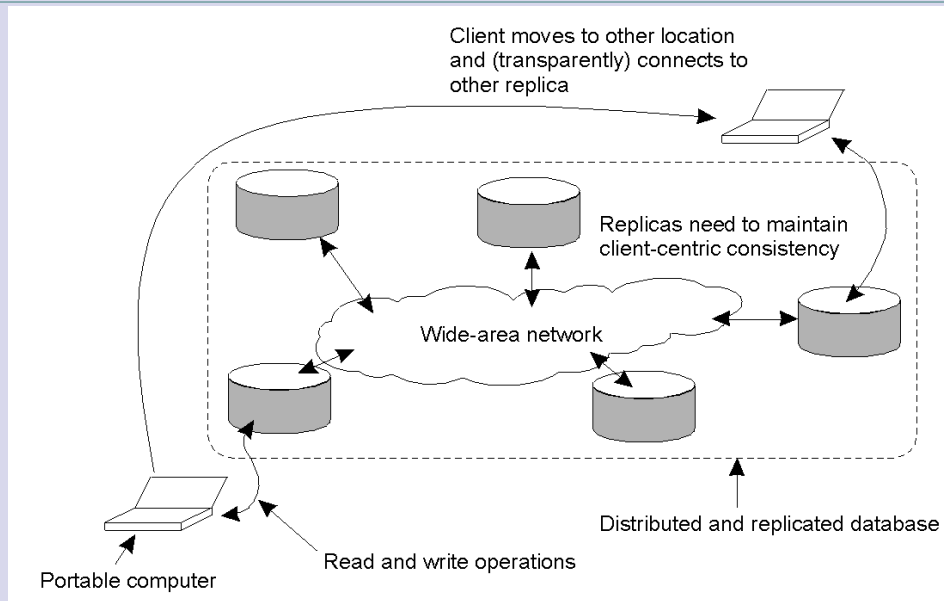 Client moves to other location
and (transparently) connects to
other replica
Replicas need to maintain
client-centric consistency
Wide-area network
Distributed and replicated database
Read and write operations
Portable computer